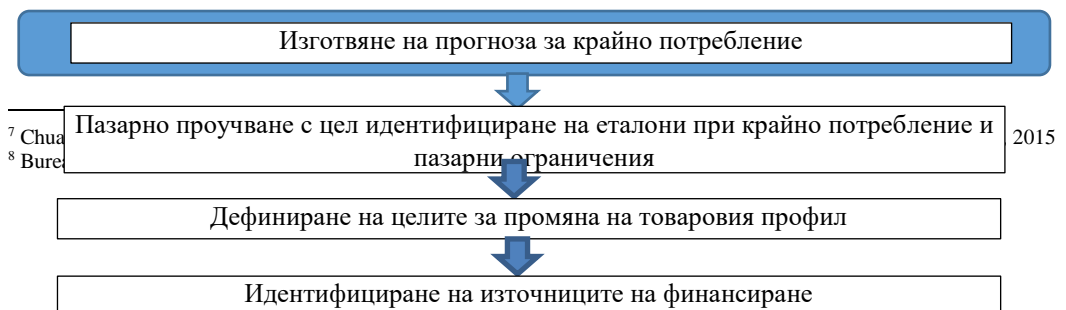 Изготвяне на прогноза за крайно потребление
Пазарно проучване с цел идентифициране на еталони при крайно потребление и
пазарни ограничения
⁷ Chua 2015
⁸ Burea
Дефиниране на целите за промяна на товаровия профил
Идентифициране на източниците на финансиране